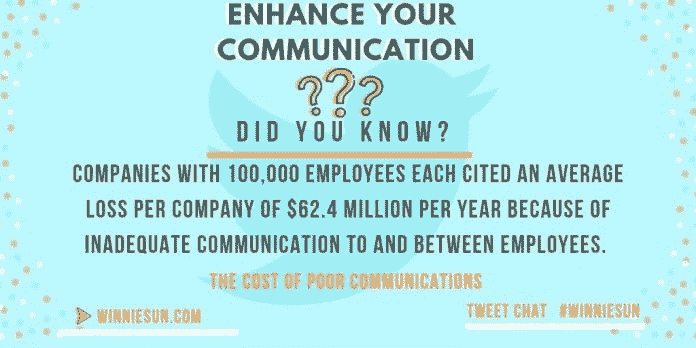 ENHANCE YOUR
COMMUNICATION
???
DID YOU KNOW?
COMPANIES WITH 100,000 EMPLOYEES EACH CITED AN AVERAGE
LOSS PER COMPANY OF $62.4 MILLION PER YEAR BECAUSE OF
INADEQUATE COMMUNICATION TO AND BETWEEN EMPLOYEES.
THE COST OF POOR COMMUNICATIONS
WINNIESUN.COM
TWEET CHAT #WINNIESUN